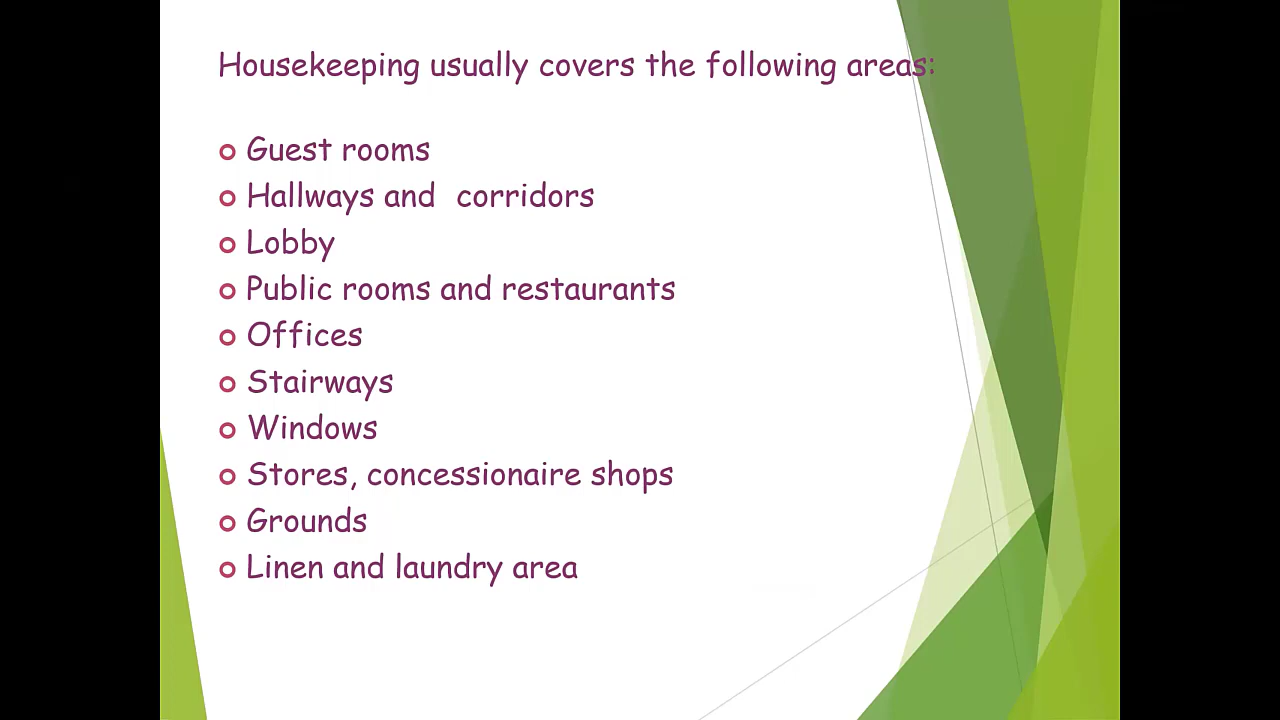 Housekeeping usually covers the following areas:
Guest rooms
Hallways and corridors
Lobby
Public rooms and restaurants
Offices
Stairways
Windows
Stores, concessionaire shops
Grounds
Linen and laundry area